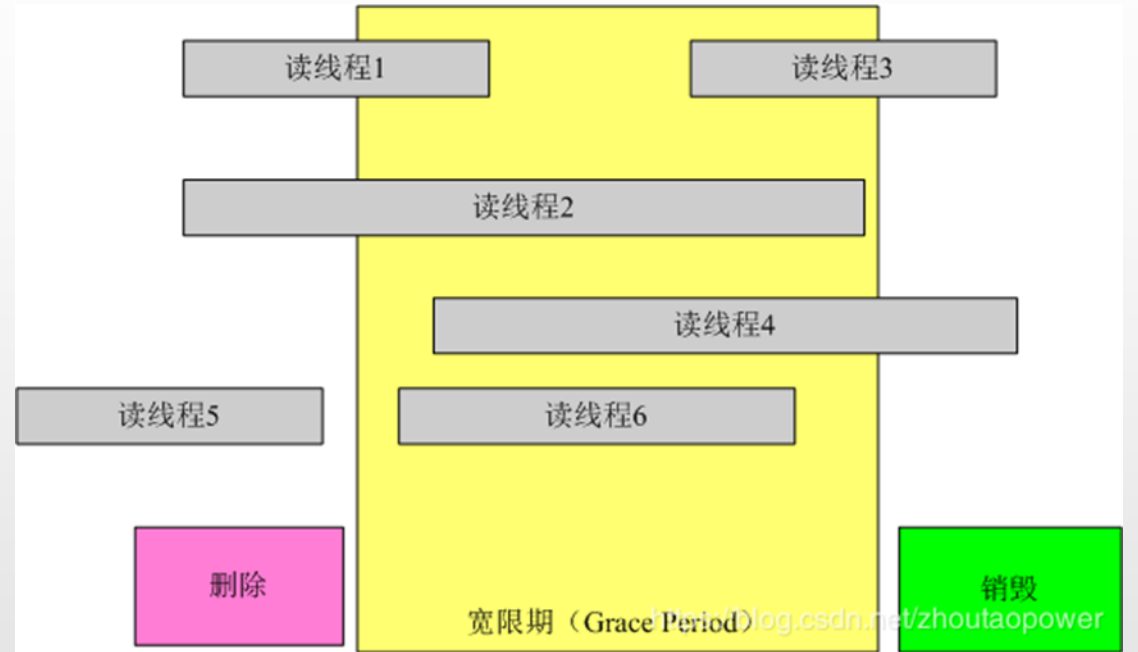 读线程1
读线程3
读线程2
读线程4
读线程5
读线程6
删除
销毁
宽限期（Grace Period）
https://blog.csdn.net/zhoutaopower